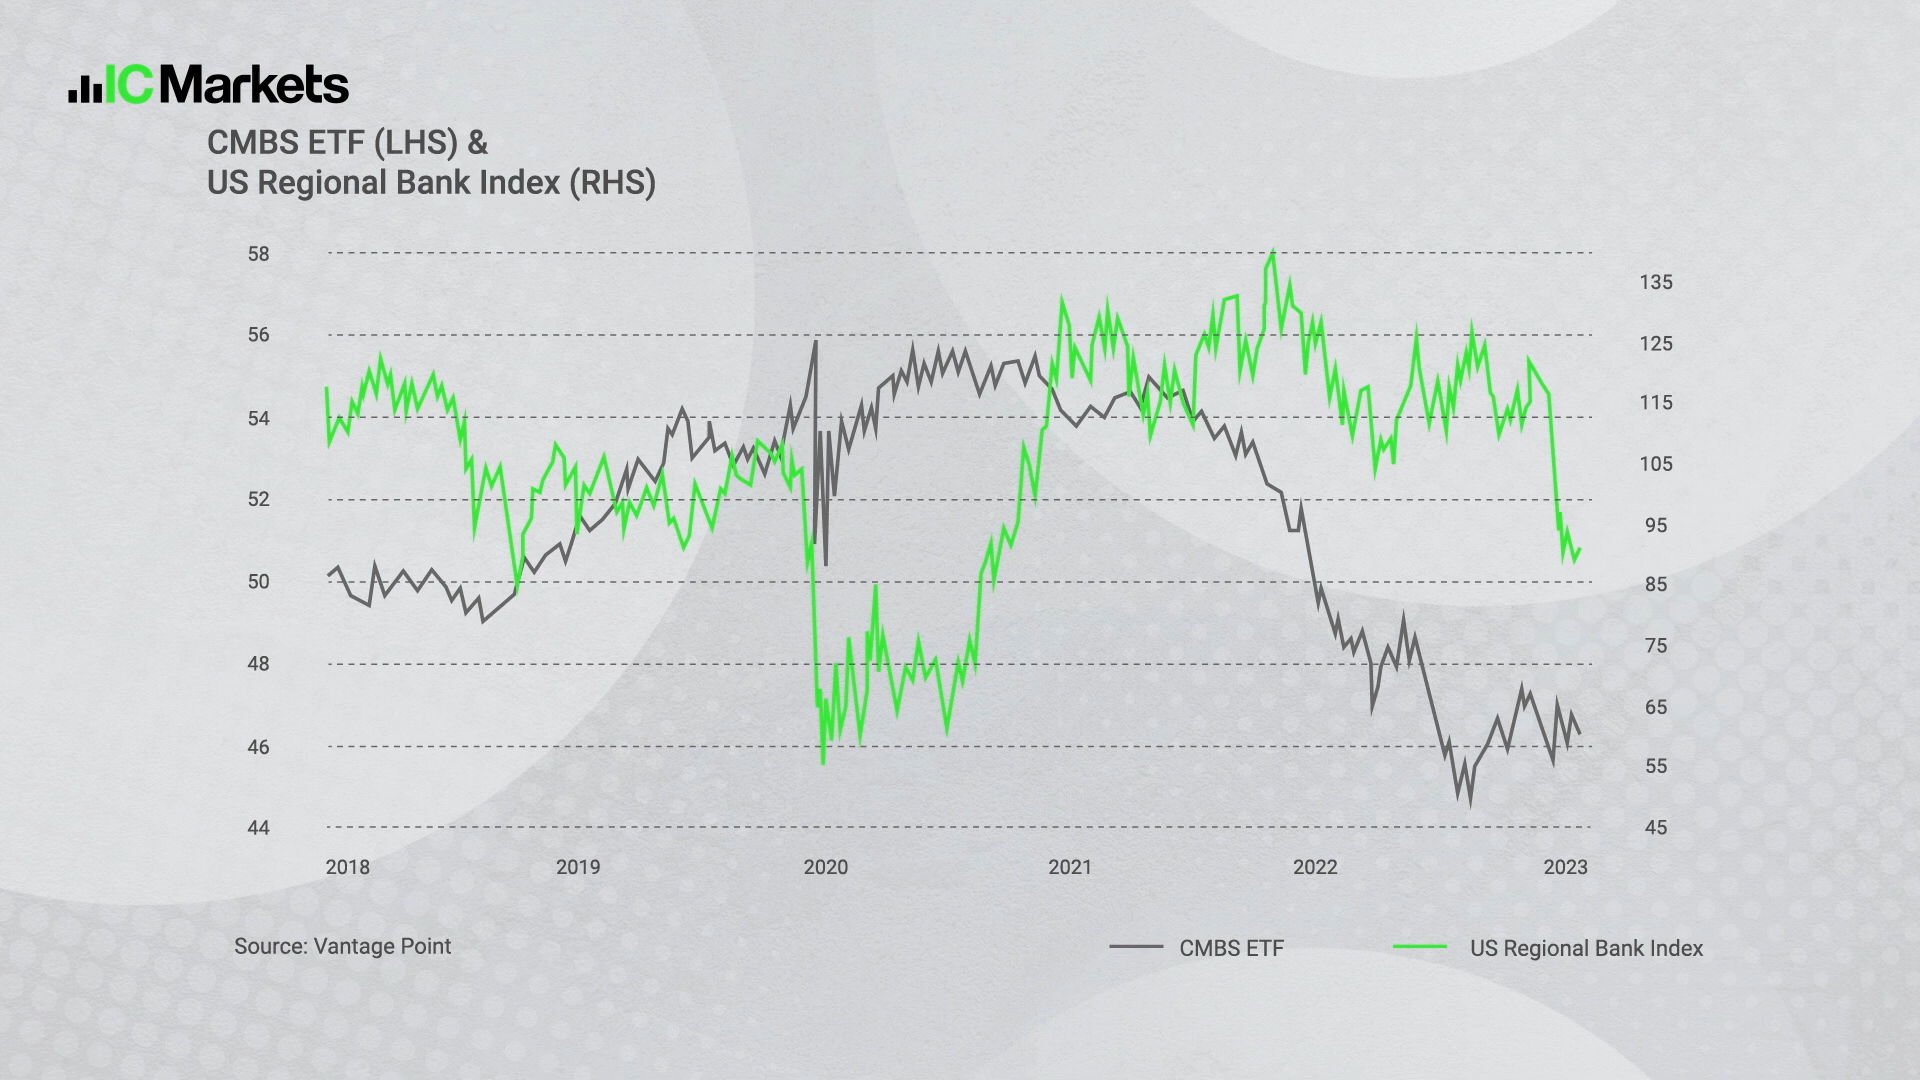 IC Markets
CMBS ETF (LHS) &
US Regional Bank Index (RHS)
58
56
54
52
50
48
46
44
135
125
115
105
95
85
75
65
55
45
2018 2019 2020 2021 2022 2023
Source: Vantage Point
CMBS ETF
US Regional Bank Index